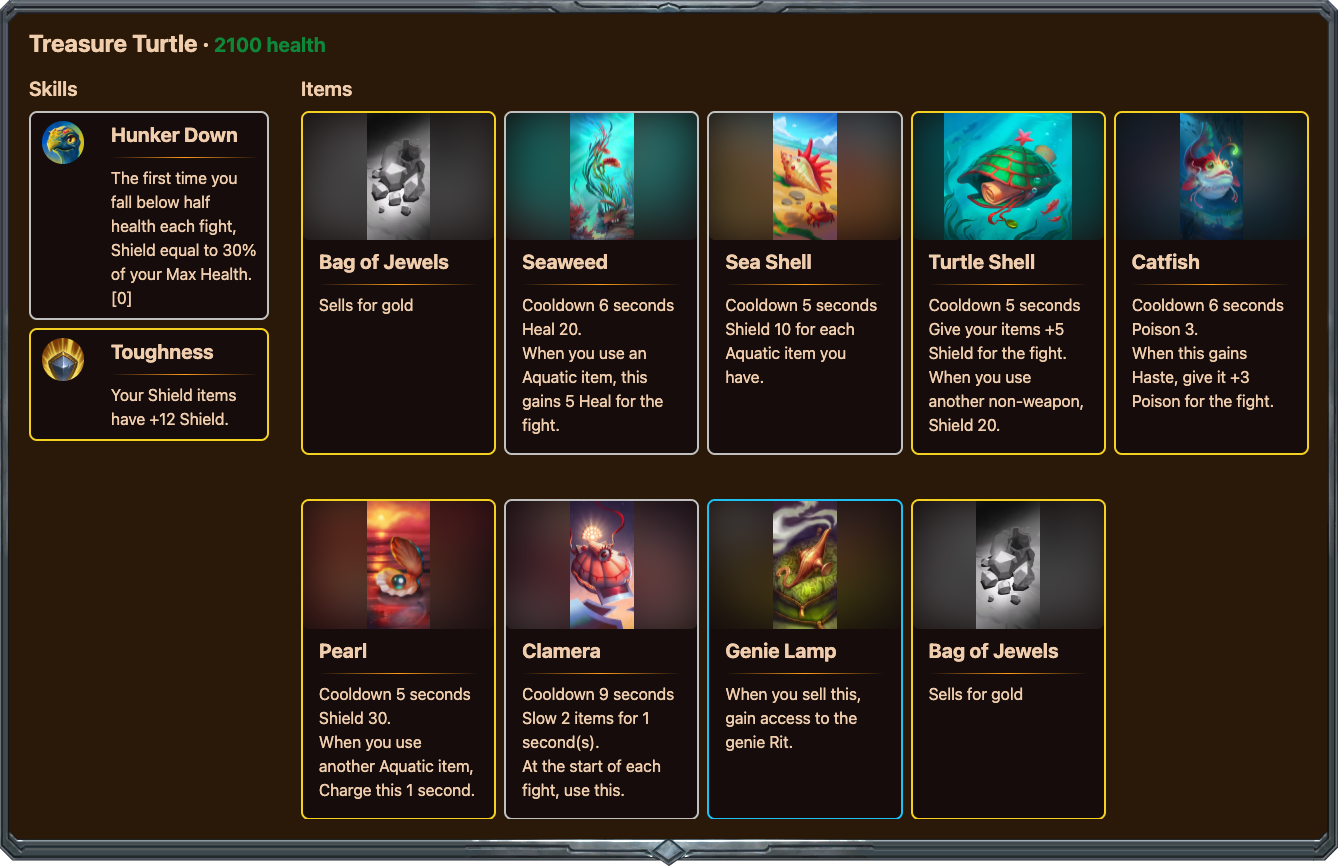 Treasure Turtle · 2100 health
Skills
Hunker Down
The first time you
fall below half
health each fight,
Shield equal to 30%
of your Max Health.
[0]
Toughness
Your Shield items
have +12 Shield.
Items
Bag of Jewels
Sells for gold
Seaweed
Cooldown 6 seconds
Heal 20.
When you use an
Aquatic item, this
gains 5 Heal for the
fight.
Sea Shell
Cooldown 5 seconds
Shield 10 for each
Aquatic item you
have.
Turtle Shell
Cooldown 5 seconds
Give your items +5
Shield for the fight.
When you use
another non-weapon,
Shield 20.
Catfish
Cooldown 6 seconds
Poison 3.
When this gains
Haste, give it +3
Poison for the fight.
Pearl
Cooldown 5 seconds
Shield 30.
When you use
another Aquatic item,
Charge this 1 second.
Clamera
Cooldown 9 seconds
Slow 2 items for 1
second(s).
At the start of each
fight, use this.
Genie Lamp
When you sell this,
gain access to the
genie Rit.
Bag of Jewels
Sells for gold